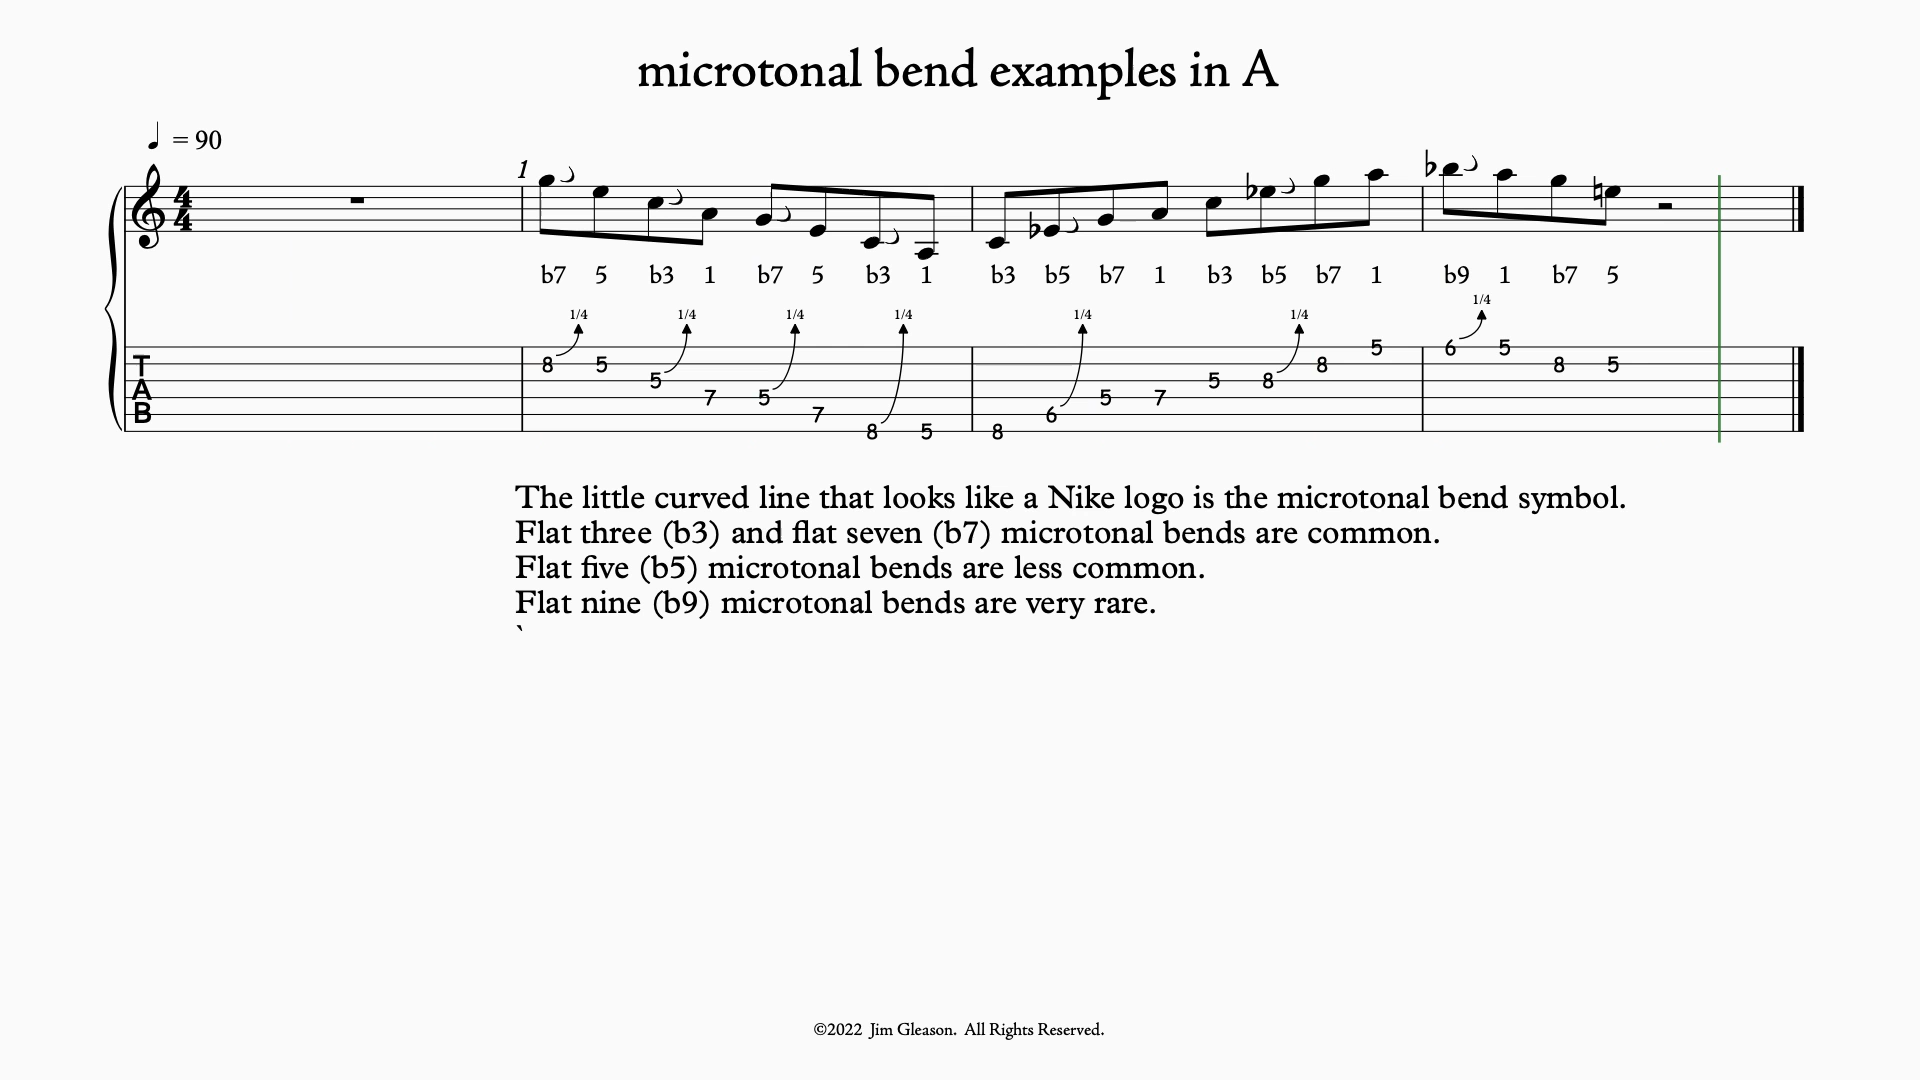 microtonal bend examples in A
♩ = 90
1
4
4
b7 5 b3 1 b7 5 b3 1 b3 b5 b7 1 b3 b5 b7 1 b9 1 b7 5
1/4 1/4 1/4 1/4 1/4 1/4 1/4
T
A
B
8 5 5 7 5 7 8 5 8 6 5 7 5 8 8 5 6 5 8 5
The little curved line that looks like a Nike logo is the microtonal bend symbol.
Flat three (b3) and flat seven (b7) microtonal bends are common.
Flat five (b5) microtonal bends are less common.
Flat nine (b9) microtonal bends are very rare.
`
©2022 Jim Gleason. All Rights Reserved.